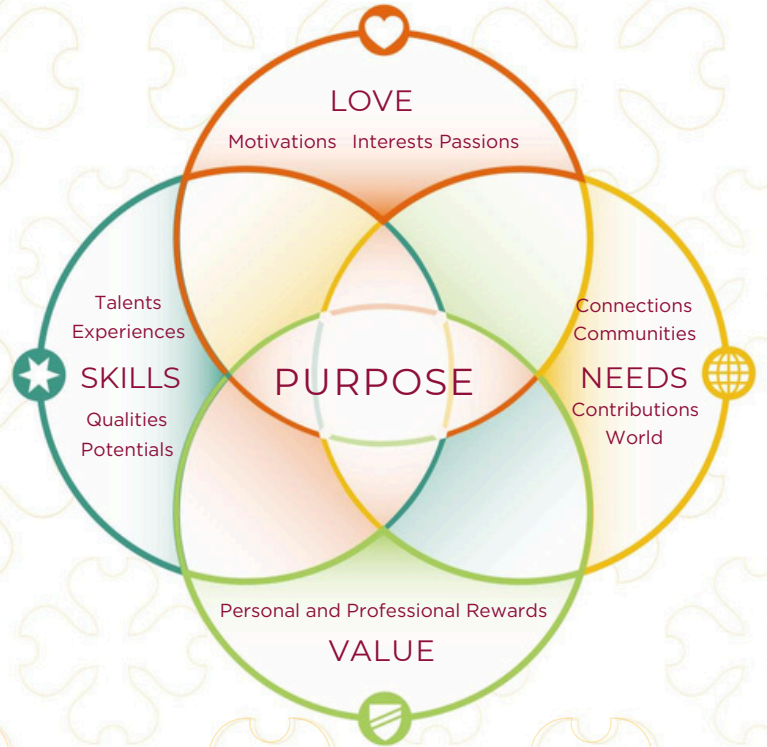 LOVE
Motivations Interests Passions
Talents
Experiences
SKILLS
Qualities
Potentials
PURPOSE
Connections
Communities
NEEDS
Contributions
World
Personal and Professional Rewards
VALUE